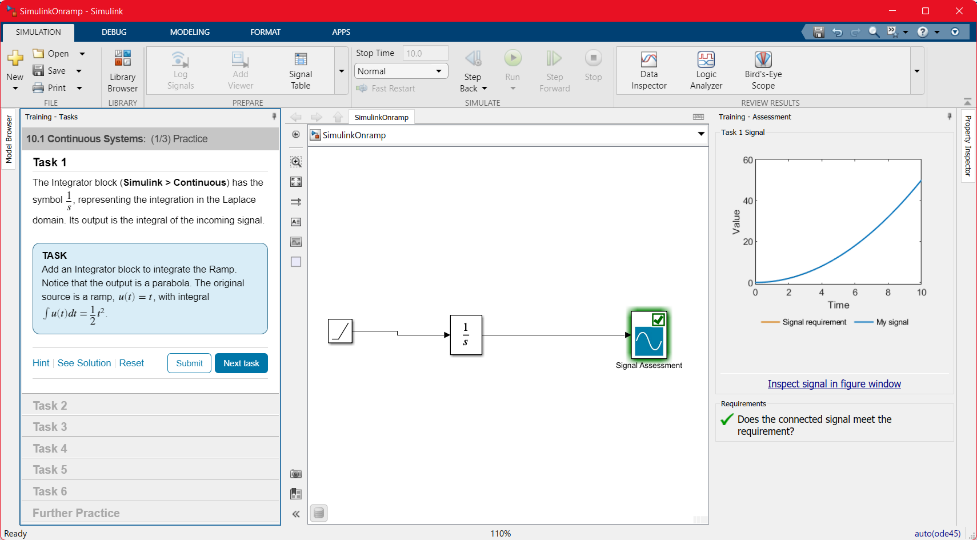 SimulinkOnramp - Simulink
SIMULATION DEBUG MODELING FORMAT APPS
New
Open
Save
Print
FILE
Library Browser
LIBRARY
Log Signals
Add Viewer
Signal Table
PREPARE
Stop Time 10.0
Normal
Fast Restart
Step Back
Run
Step Forward
Stop
SIMULATE
Data Inspector
Logic Analyzer
Bird's-Eye Scope
REVIEW RESULTS
Model Browser
Training - Tasks
10.1 Continuous Systems: (1/3) Practice
Task 1
The Integrator block (Simulink > Continuous) has the
symbol 1/s, representing the integration in the Laplace
domain. Its output is the integral of the incoming signal.
TASK
Add an Integrator block to integrate the Ramp.
Notice that the output is a parabola. The original
source is a ramp, u(t) = t, with integral
∫ u(t)dt = 1/2 t².
Hint | See Solution | Reset Submit Next task
Task 2
Task 3
Task 4
Task 5
Task 6
Further Practice
SimulinkOnramp
SimulinkOnramp
1/s
Signal Assessment
Training - Assessment
Task 1 Signal
60
40
20
0
Value
0 2 4 6 8 10
Time
Signal requirement My signal
Inspect signal in figure window
Requirements
Does the connected signal meet the
requirement?
Property Inspector
Ready 110% auto(ode45)